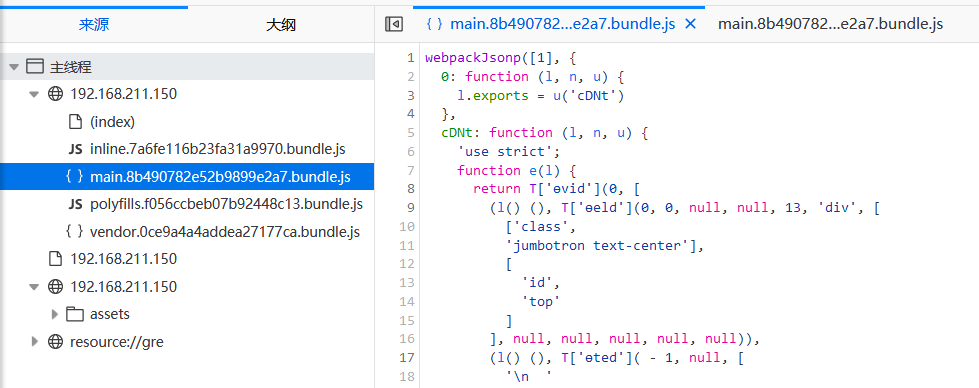 来源 大纲
主线程
192.168.211.150
(index)
JS inline.7a6fe116b23fa31a9970.bundle.js
{ } main.8b490782e52b9899e2a7.bundle.js
JS polyfills.f056ccbeb07b92448c13.bundle.js
{ } vendor.0ce9a4a4addea27177ca.bundle.js
192.168.211.150
192.168.211.150
assets
resource://gre
{ } main.8b490782...e2a7.bundle.js ✕ main.8b490782...e2a7.bundle.js
1 webpackJsonp([1], {
2 0: function (l, n, u) {
3 l.exports = u('cDNt')
4 },
5 cDNt: function (l, n, u) {
6 'use strict';
7 function e(l) {
8 return T['ɵvid'](0, [
9 (l() (), T['ɵeld'](0, 0, null, null, 13, 'div', [
10 ['class',
11 'jumbotron text-center'],
12 [
13 'id',
14 'top'
15 ]
16 ], null, null, null, null, null)),
17 (l() (), T['ɵted']( - 1, null, [
18 '\n '